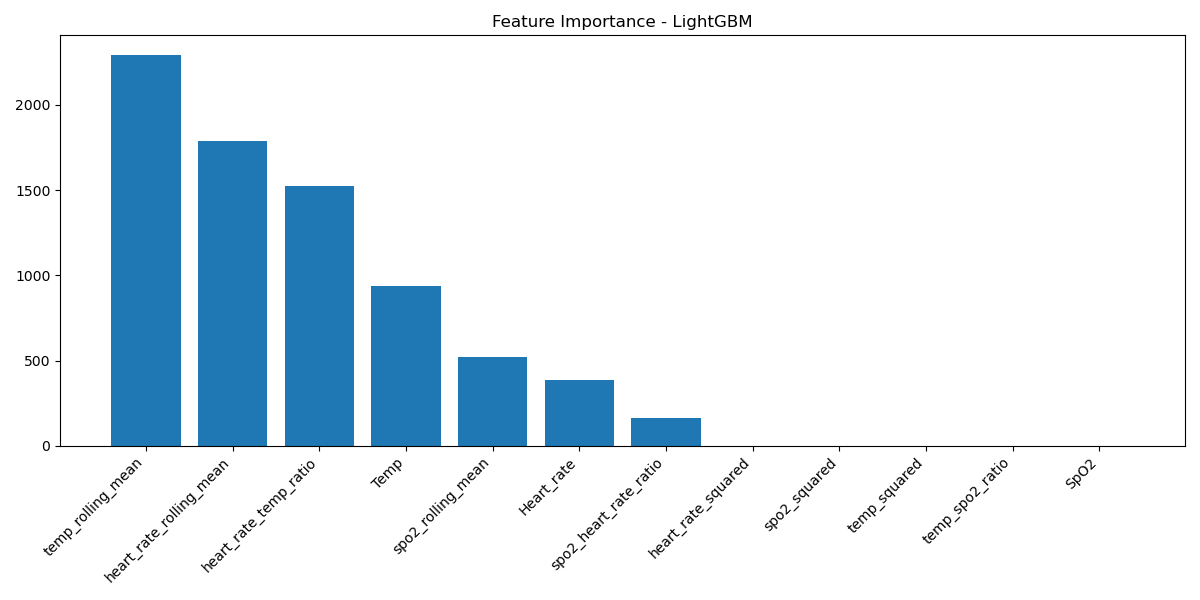 Feature Importance - LightGBM
2000
1500
1000
500
0
temp_rolling_mean
heart_rate_rolling_mean
heart_rate_temp_ratio
Temp
spo2_rolling_mean
Heart_rate
spo2_heart_rate_ratio
heart_rate_squared
spo2_squared
temp_squared
temp_spo2_ratio
SpO2